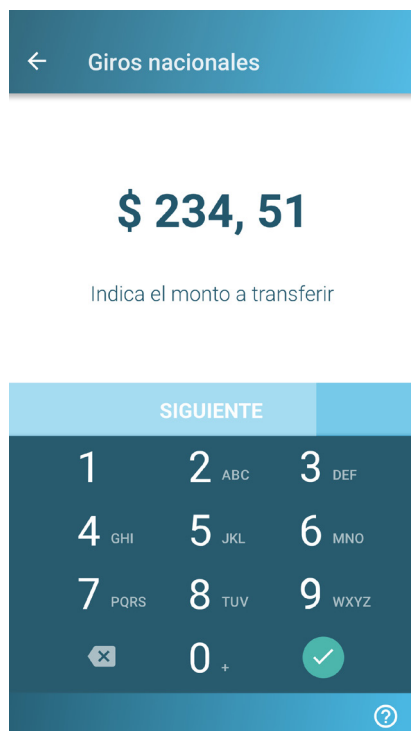 Giros nacionales
$ 234, 51
Indica el monto a transferir
SIGUIENTE
1 2 ABC 3 DEF
4 GHI 5 JKL 6 MNO
7 PQRS 8 TUV 9 WXYZ
0 +
?